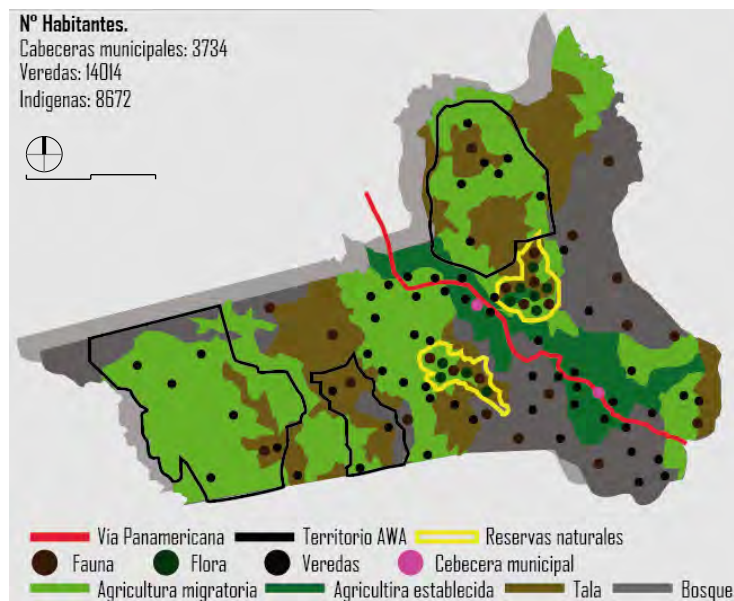 N° Habitantes.
Cabeceras municipales: 3734
Veredas: 14014
Indigenas: 8672
Via Panamericana Territorio AWA Reservas naturales
Fauna Flora Veredas Cebecera municipal
Agricultura migratoria Agricultira establecida Tala Bosque